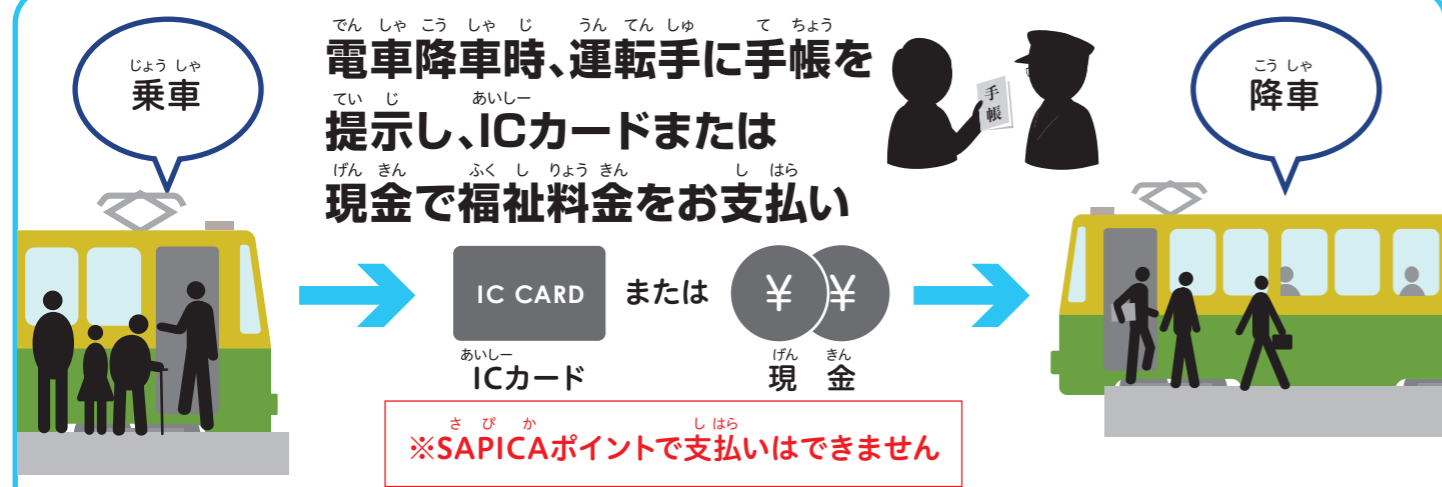 じょう しゃ
乗車
でん しゃ こう しゃ じ うん てん しゅ て ちょう
電車降車時、運転手に手帳を
てい じ あいしー
提示し、ICカードまたは
げん きん ふく し りょう きん し はら
現金で福祉料金をお支払い
手帳
こう しゃ
降車
IC CARD
または
¥ ¥
あいしー
ICカード
げん きん
現 金
さ ぴ か し はら
※SAPICAポイントで支払いはできません